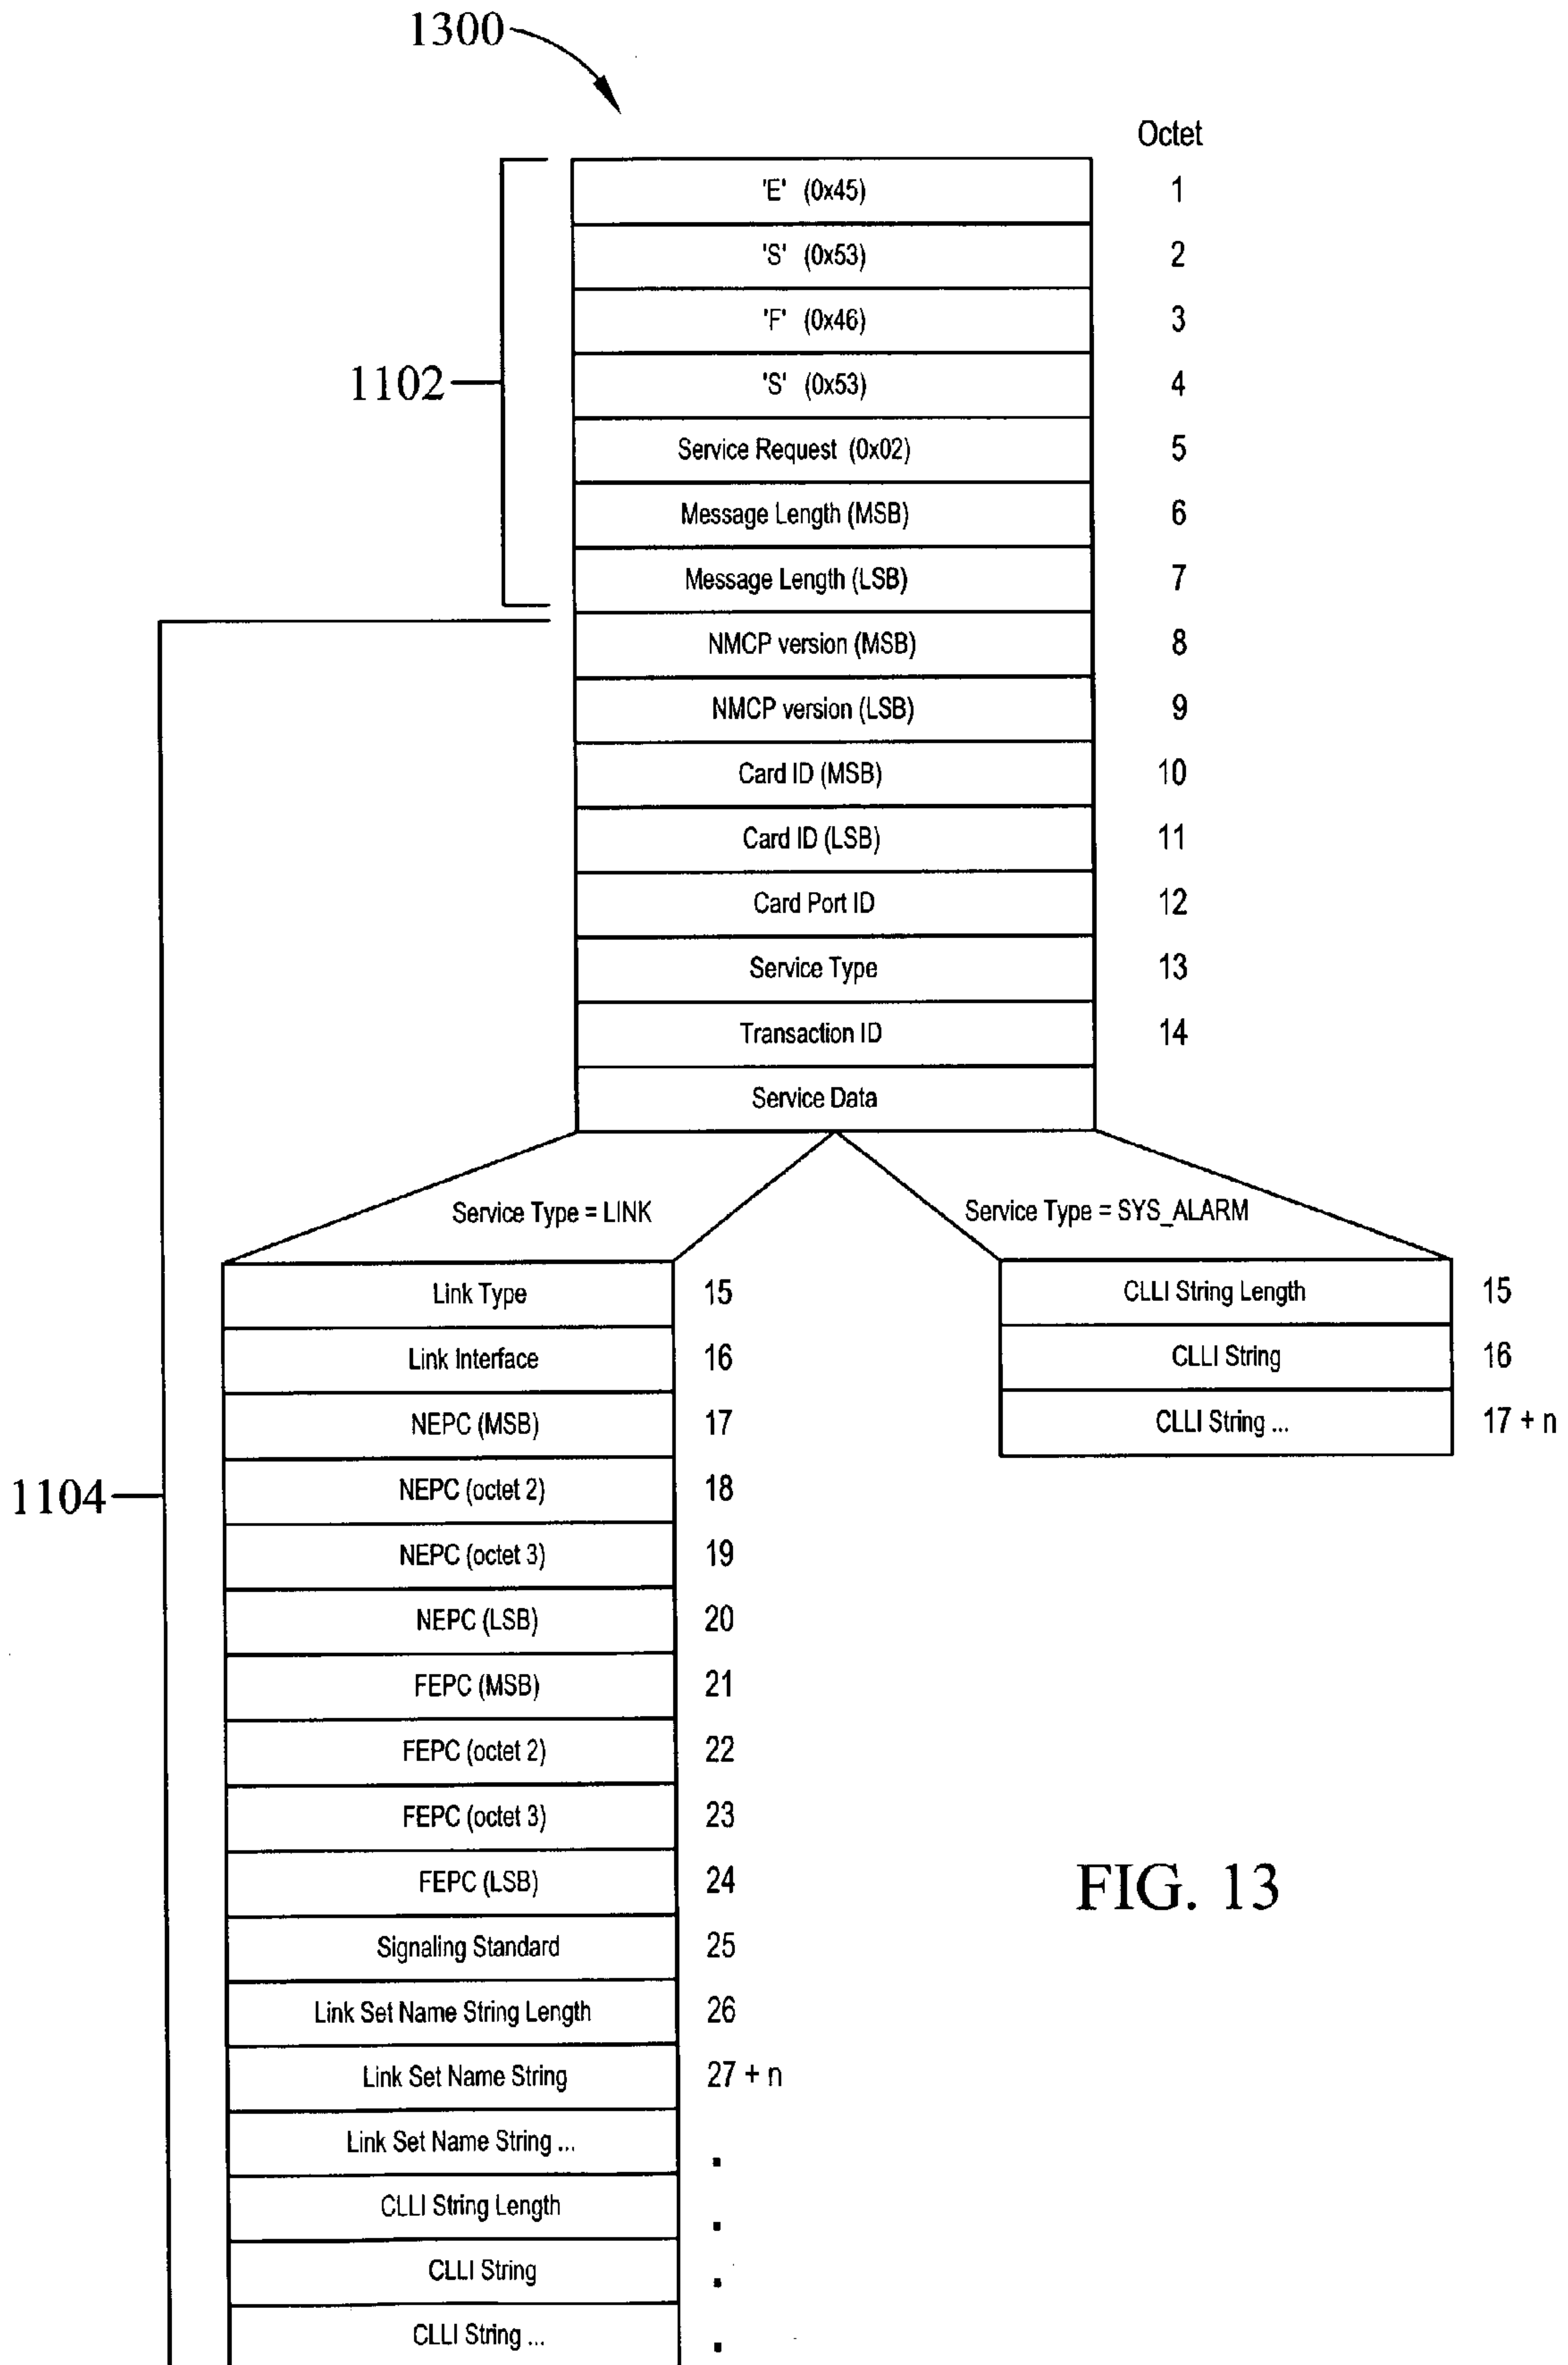 1300
Octet
'E' (0x45) 1
'S' (0x53) 2
'F' (0x46) 3
1102
'S' (0x53) 4
Service Request (0x02) 5
Message Length (MSB) 6
Message Length (LSB) 7
NMCP version (MSB) 8
NMCP version (LSB) 9
Card ID (MSB) 10
Card ID (LSB) 11
Card Port ID 12
Service Type 13
Transaction ID 14
Service Data
Service Type = LINK
Link Type 15
Link Interface 16
NEPC (MSB) 17
1104
NEPC (octet 2) 18
NEPC (octet 3) 19
NEPC (LSB) 20
FEPC (MSB) 21
FEPC (octet 2) 22
FEPC (octet 3) 23
FEPC (LSB) 24
Signaling Standard 25
Link Set Name String Length 26
Link Set Name String 27 + n
Link Set Name String ... .
CLLI String Length .
CLLI String .
CLLI String ... .
Service Type = SYS_ALARM
CLLI String Length 15
CLLI String 16
CLLI String ... 17 + n
FIG. 13